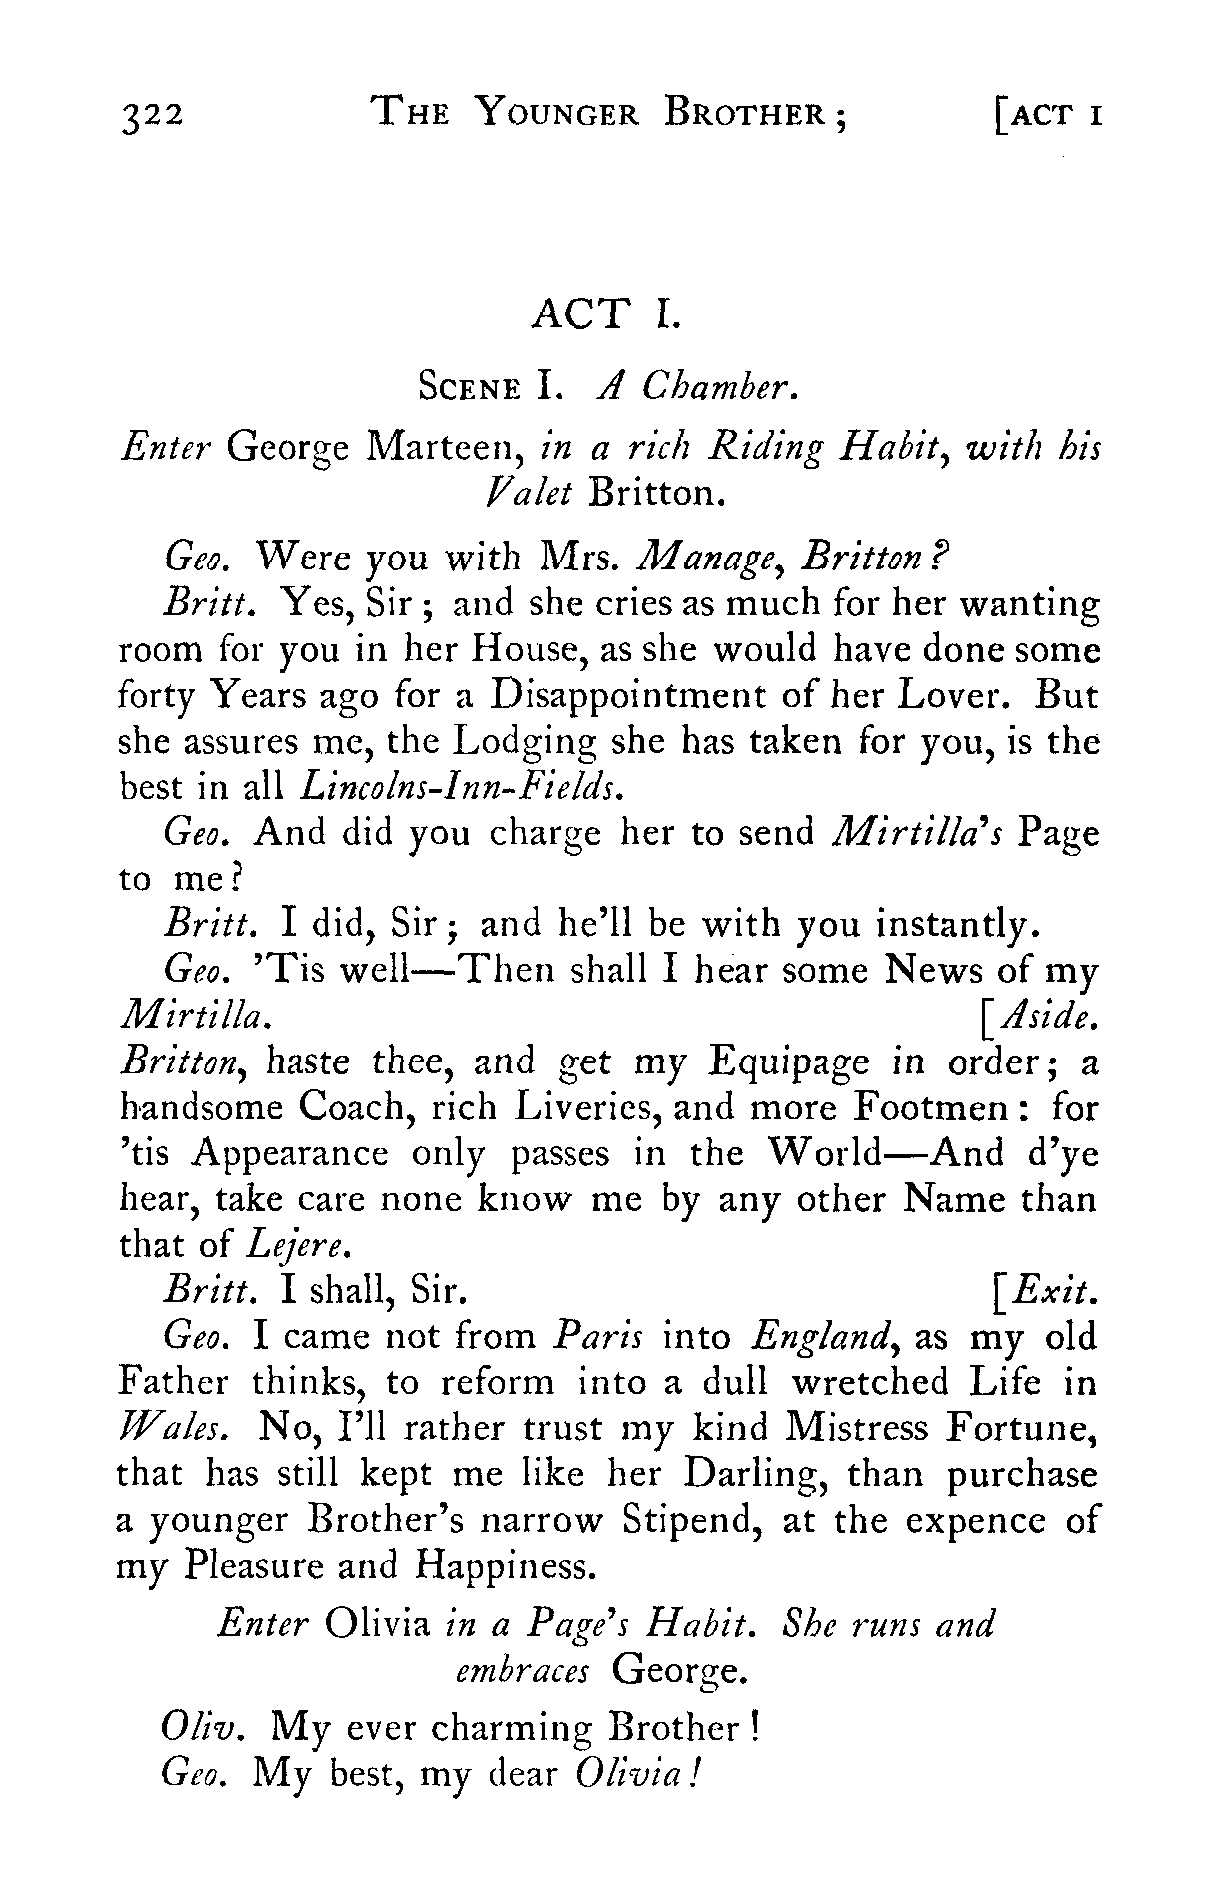 322 THE YOUNGER BROTHER; [ACT I
ACT I.
SCENE I. A Chamber.
Enter George Marteen, in a rich Riding Habit, with his
Valet Britton.
Geo. Were you with Mrs. Manage, Britton?
Britt. Yes, Sir; and she cries as much for her wanting
room for you in her House, as she would have done some
forty Years ago for a Disappointment of her Lover. But
she assures me, the Lodging she has taken for you, is the
best in all Lincolns-Inn-Fields.
Geo. And did you charge her to send Mirtilla's Page
to me?
Britt. I did, Sir; and he'll be with you instantly.
Geo. 'Tis well—Then shall I hear some News of my
Mirtilla. [Aside.
Britton, haste thee, and get my Equipage in order; a
handsome Coach, rich Liveries, and more Footmen: for
'tis Appearance only passes in the World—And d'ye
hear, take care none know me by any other Name than
that of Lejere.
Britt. I shall, Sir. [Exit.
Geo. I came not from Paris into England, as my old
Father thinks, to reform into a dull wretched Life in
Wales. No, I'll rather trust my kind Mistress Fortune,
that has still kept me like her Darling, than purchase
a younger Brother's narrow Stipend, at the expence of
my Pleasure and Happiness.
Enter Olivia in a Page's Habit. She runs and
embraces George.
Oliv. My ever charming Brother!
Geo. My best, my dear Olivia!